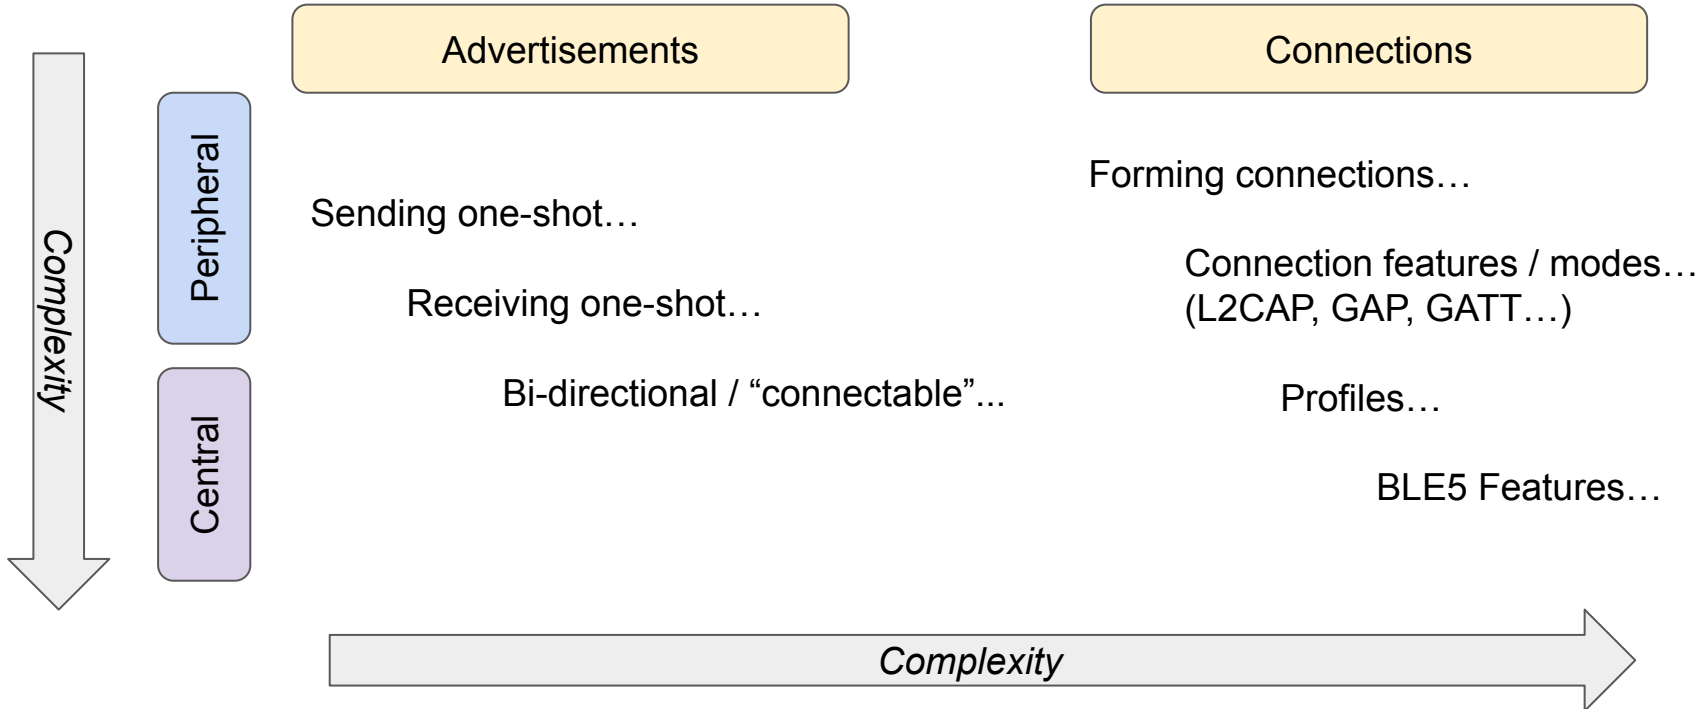 Advertisements
Connections
Complexity
Peripheral
Central
Sending one-shot…
Receiving one-shot…
Bi-directional / “connectable”...
Forming connections…
Connection features / modes…
(L2CAP, GAP, GATT…)
Profiles…
BLE5 Features…
Complexity